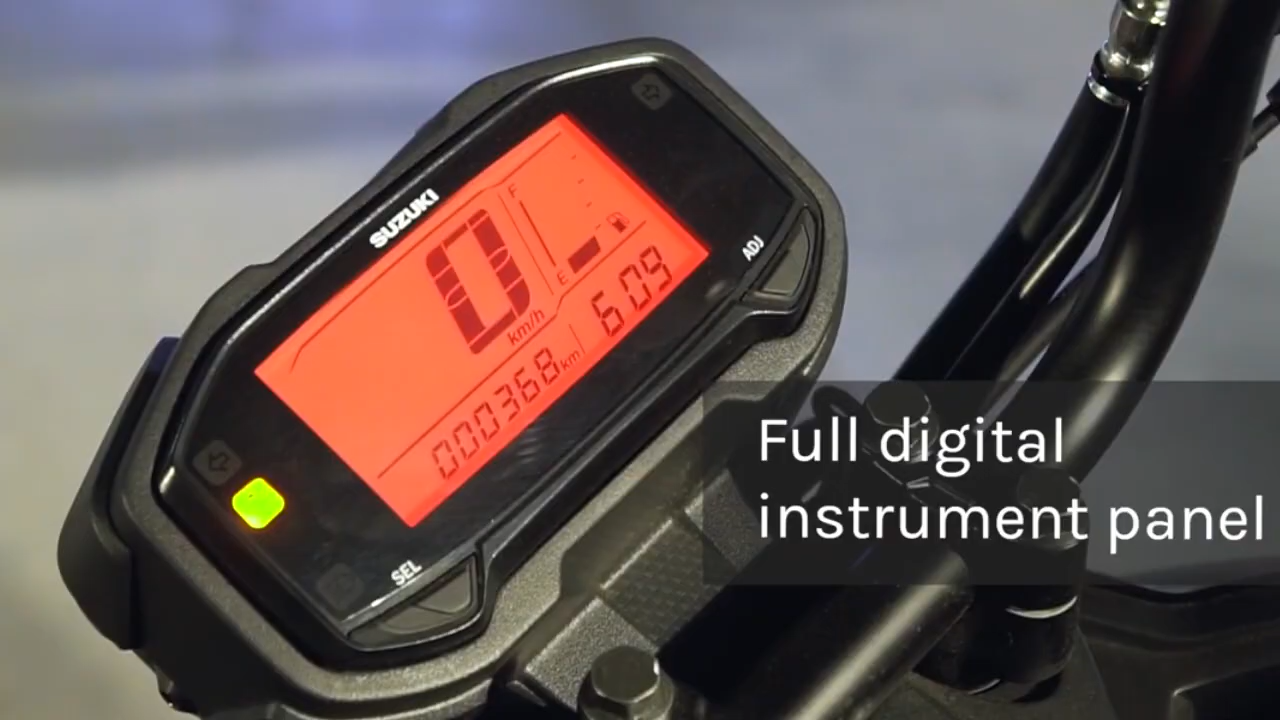 SUZUKI
F
0
km/h
E
000368 km
6:09
ADJ
SEL
Full digital
instrument panel